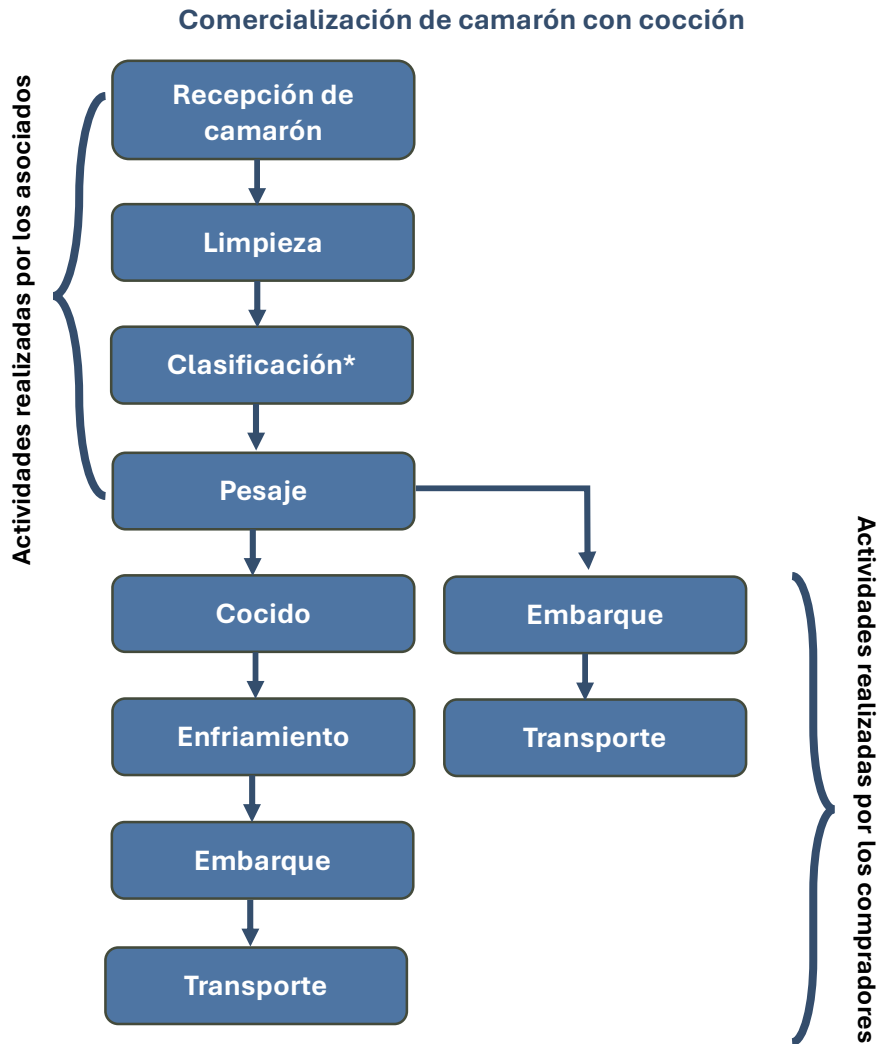 Comercialización de camarón con cocción
Actividades realizadas por los asociados
Recepción de
camarón
Limpieza
Clasificación*
Pesaje
Cocido
Enfriamiento
Embarque
Transporte
Embarque
Transporte
Actividades realizadas por los compradores